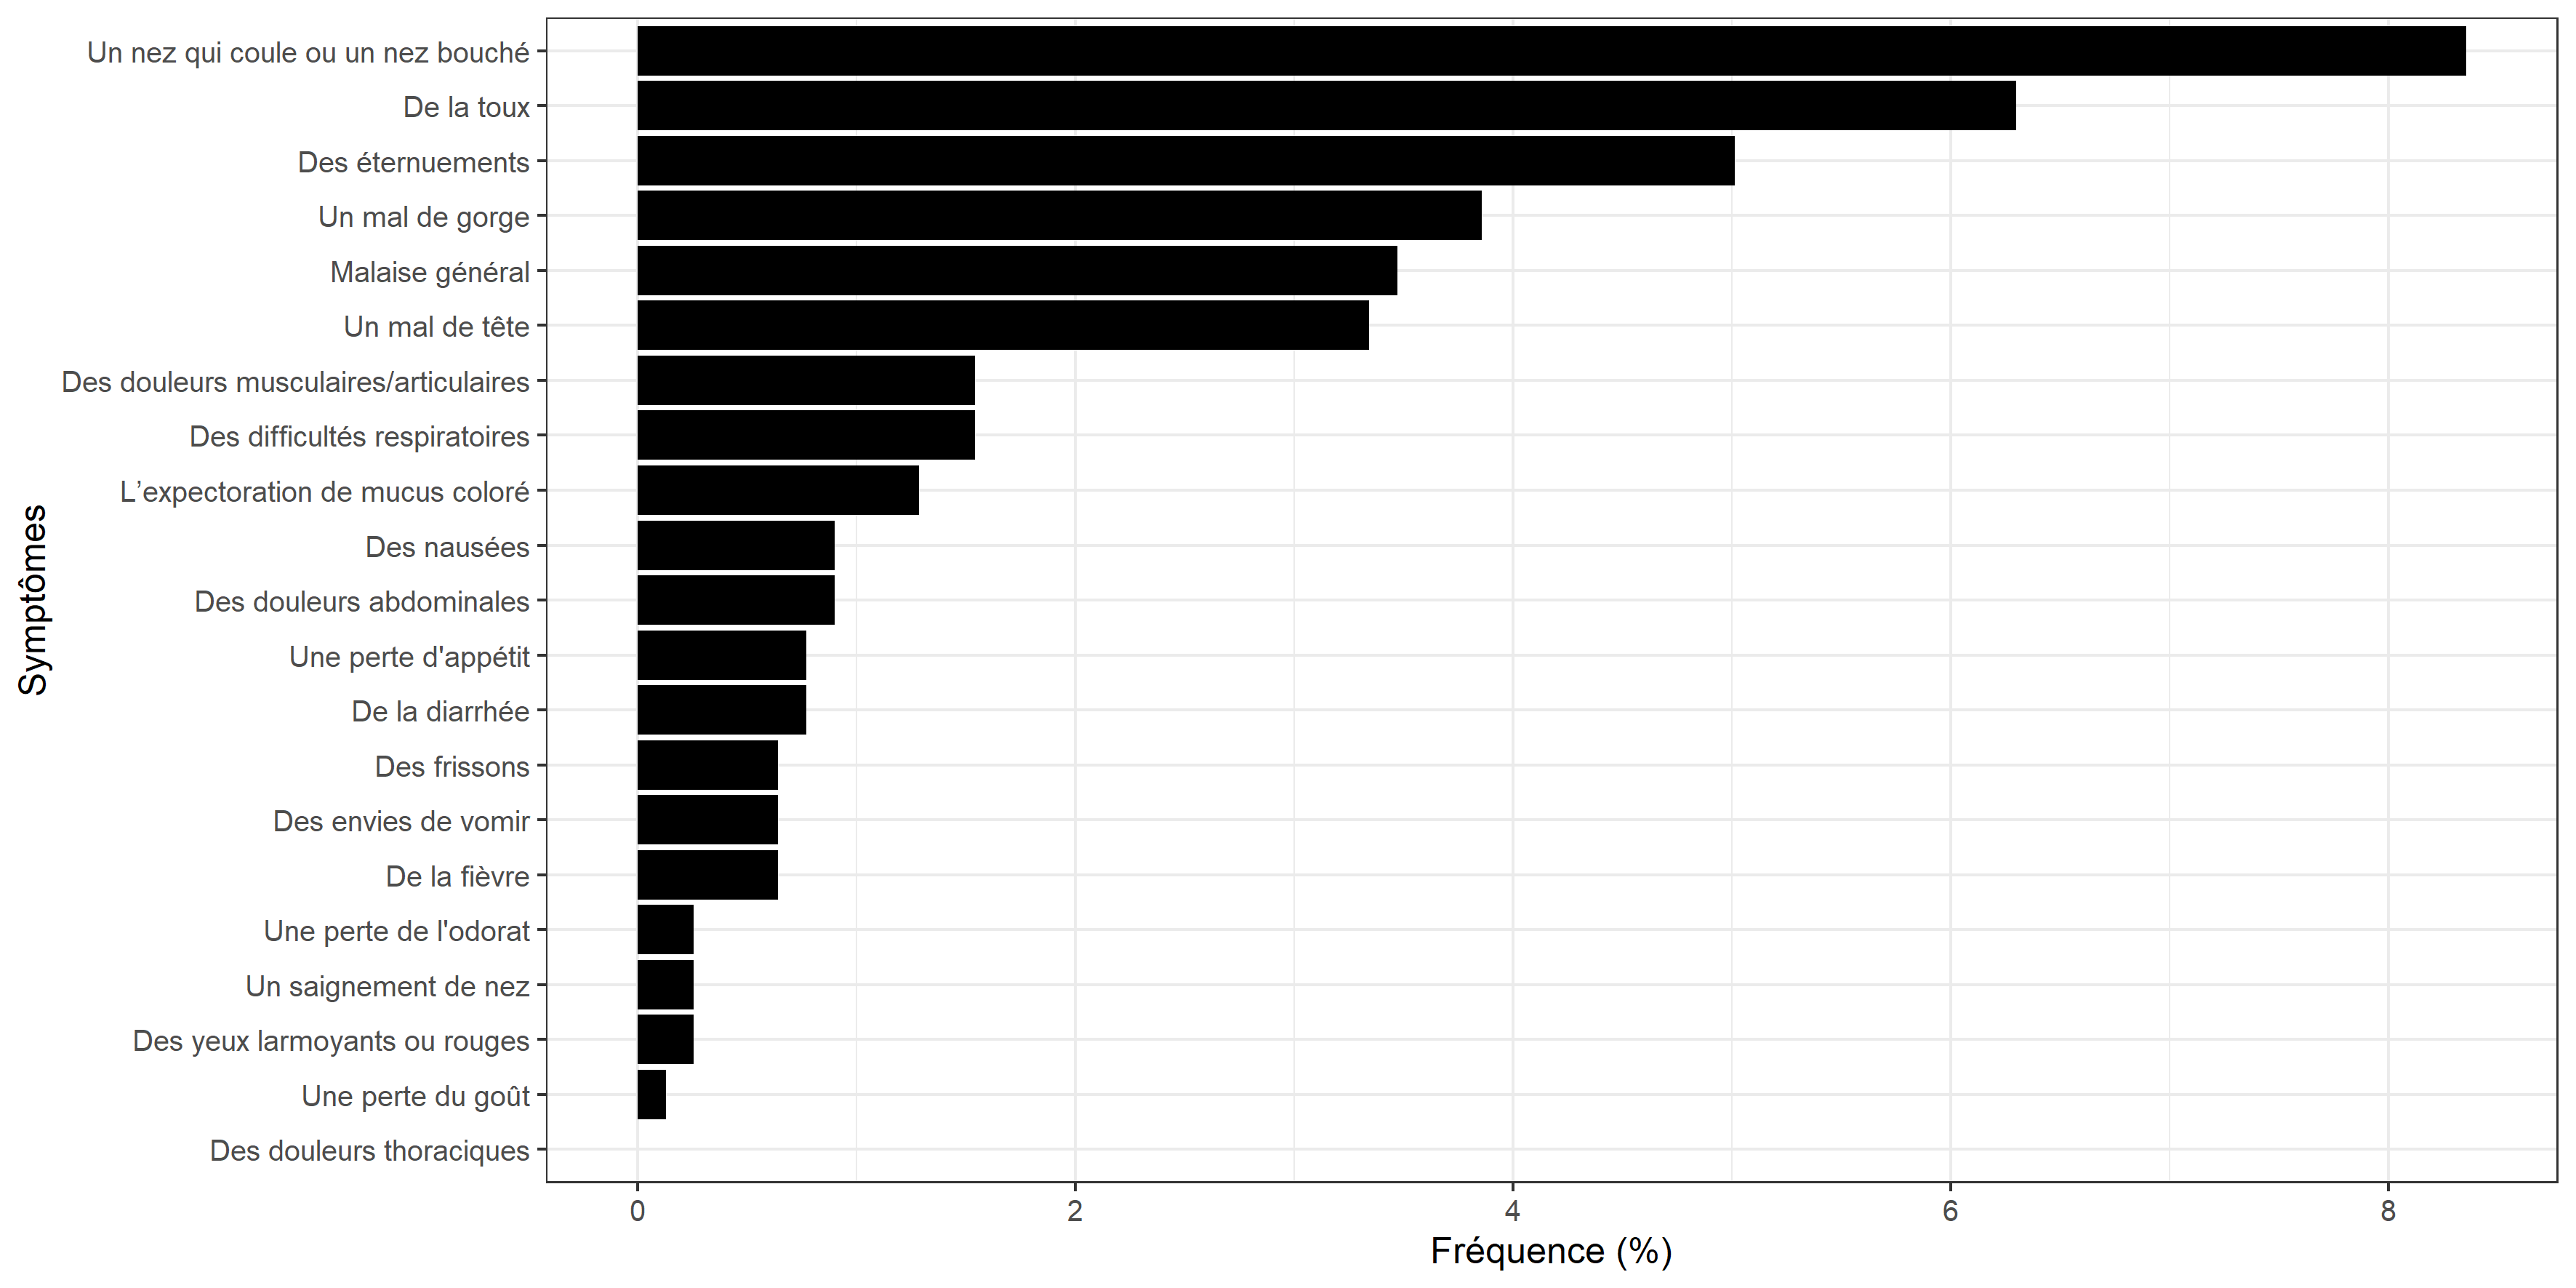 Un nez qui coule ou un nez bouché
De la toux
Des éternuements
Un mal de gorge
Malaise général
Un mal de tête
Des douleurs musculaires/articulaires
Des difficultés respiratoires
L’expectoration de mucus coloré
Des nausées
Des douleurs abdominales
Une perte d'appétit
De la diarrhée
Des frissons
Des envies de vomir
De la fièvre
Une perte de l'odorat
Un saignement de nez
Des yeux larmoyants ou rouges
Une perte du goût
Des douleurs thoraciques
Symptômes
0 2 4 6 8
Fréquence (%)